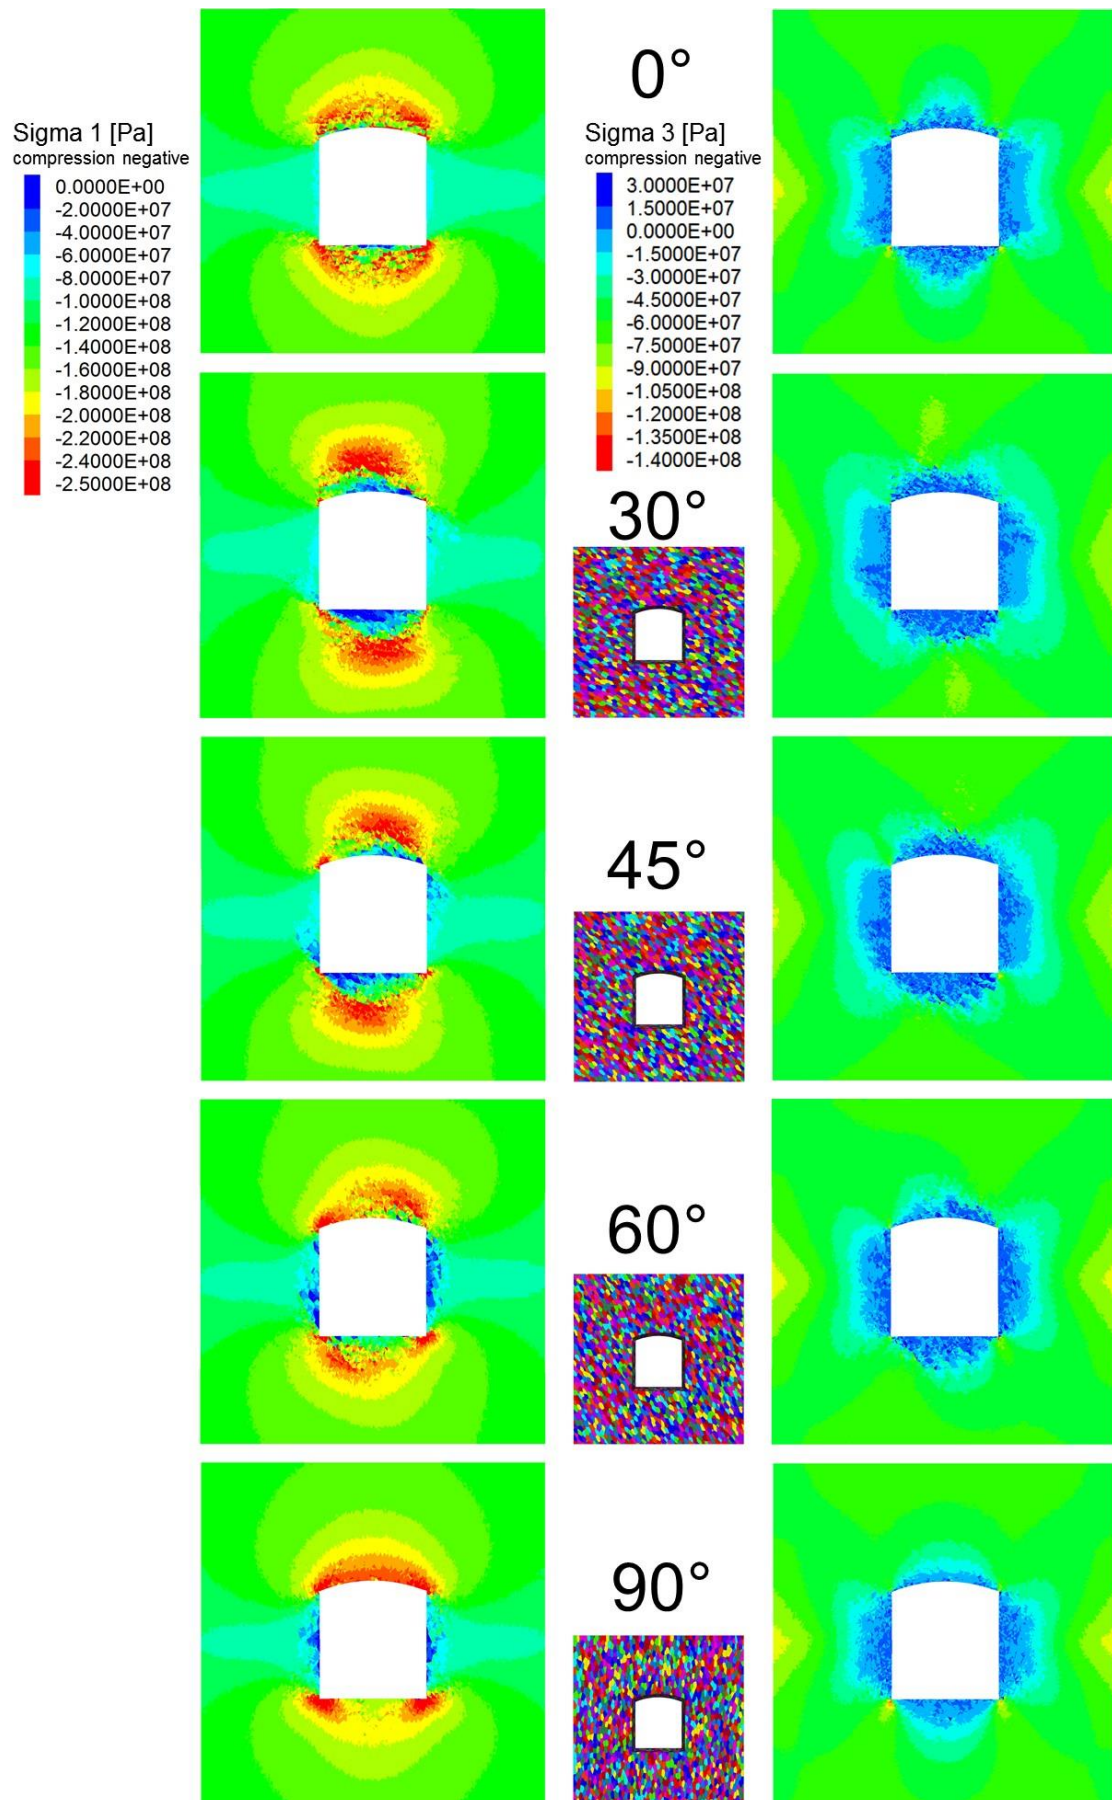 0°
Sigma 1 [Pa]
compression negative
0.0000E+00
-2.0000E+07
-4.0000E+07
-6.0000E+07
-8.0000E+07
-1.0000E+08
-1.2000E+08
-1.4000E+08
-1.6000E+08
-1.8000E+08
-2.0000E+08
-2.2000E+08
-2.4000E+08
-2.5000E+08
Sigma 3 [Pa]
compression negative
3.0000E+07
1.5000E+07
0.0000E+00
-1.5000E+07
-3.0000E+07
-4.5000E+07
-6.0000E+07
-7.5000E+07
-9.0000E+07
-1.0500E+08
-1.2000E+08
-1.3500E+08
-1.4000E+08
30°
45°
60°
90°